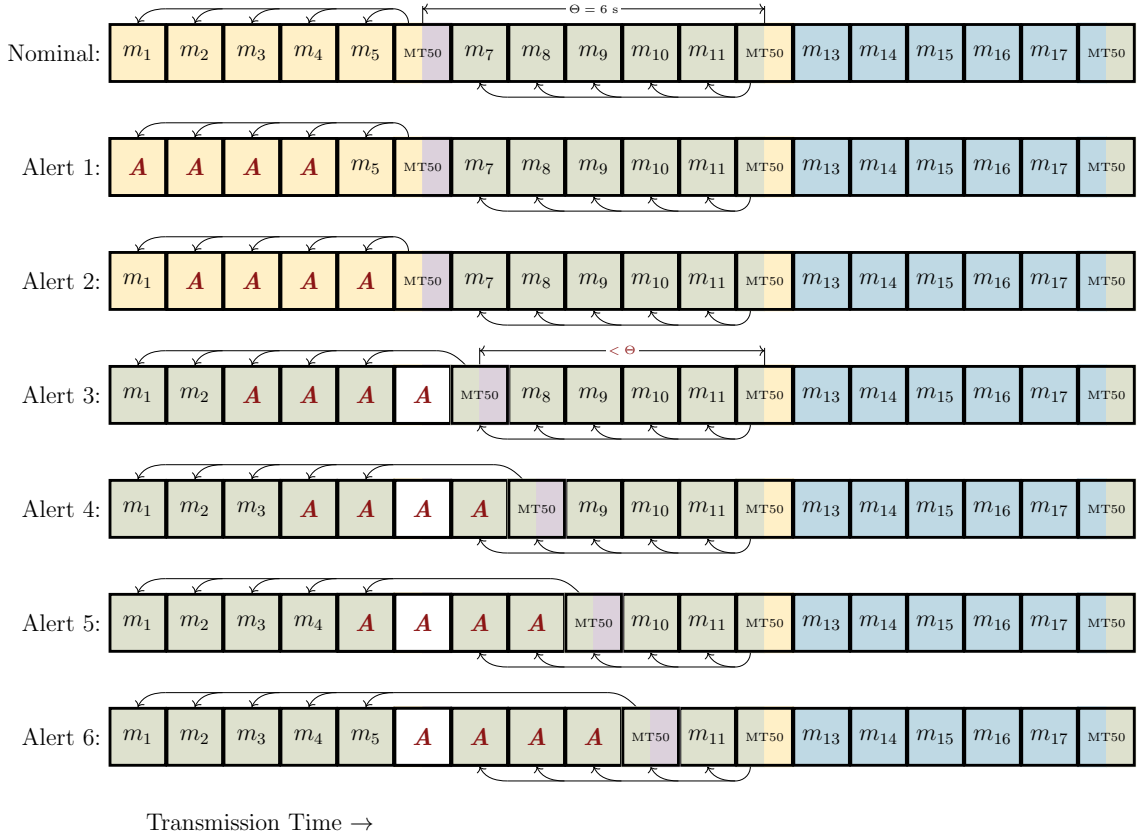 Θ = 6 s
Nominal: m₁ m₂ m₃ m₄ m₅ MT50 m₇ m₈ m₉ m₁₀ m₁₁ MT50 m₁₃ m₁₄ m₁₅ m₁₆ m₁₇ MT50
Alert 1: A A A A m₅ MT50 m₇ m₈ m₉ m₁₀ m₁₁ MT50 m₁₃ m₁₄ m₁₅ m₁₆ m₁₇ MT50
Alert 2: m₁ A A A A MT50 m₇ m₈ m₉ m₁₀ m₁₁ MT50 m₁₃ m₁₄ m₁₅ m₁₆ m₁₇ MT50
< Θ
Alert 3: m₁ m₂ A A A A MT50 m₈ m₉ m₁₀ m₁₁ MT50 m₁₃ m₁₄ m₁₅ m₁₆ m₁₇ MT50
Alert 4: m₁ m₂ m₃ A A A A MT50 m₉ m₁₀ m₁₁ MT50 m₁₃ m₁₄ m₁₅ m₁₆ m₁₇ MT50
Alert 5: m₁ m₂ m₃ m₄ A A A A MT50 m₁₀ m₁₁ MT50 m₁₃ m₁₄ m₁₅ m₁₆ m₁₇ MT50
Alert 6: m₁ m₂ m₃ m₄ m₅ A A A A MT50 m₁₁ MT50 m₁₃ m₁₄ m₁₅ m₁₆ m₁₇ MT50
Transmission Time →